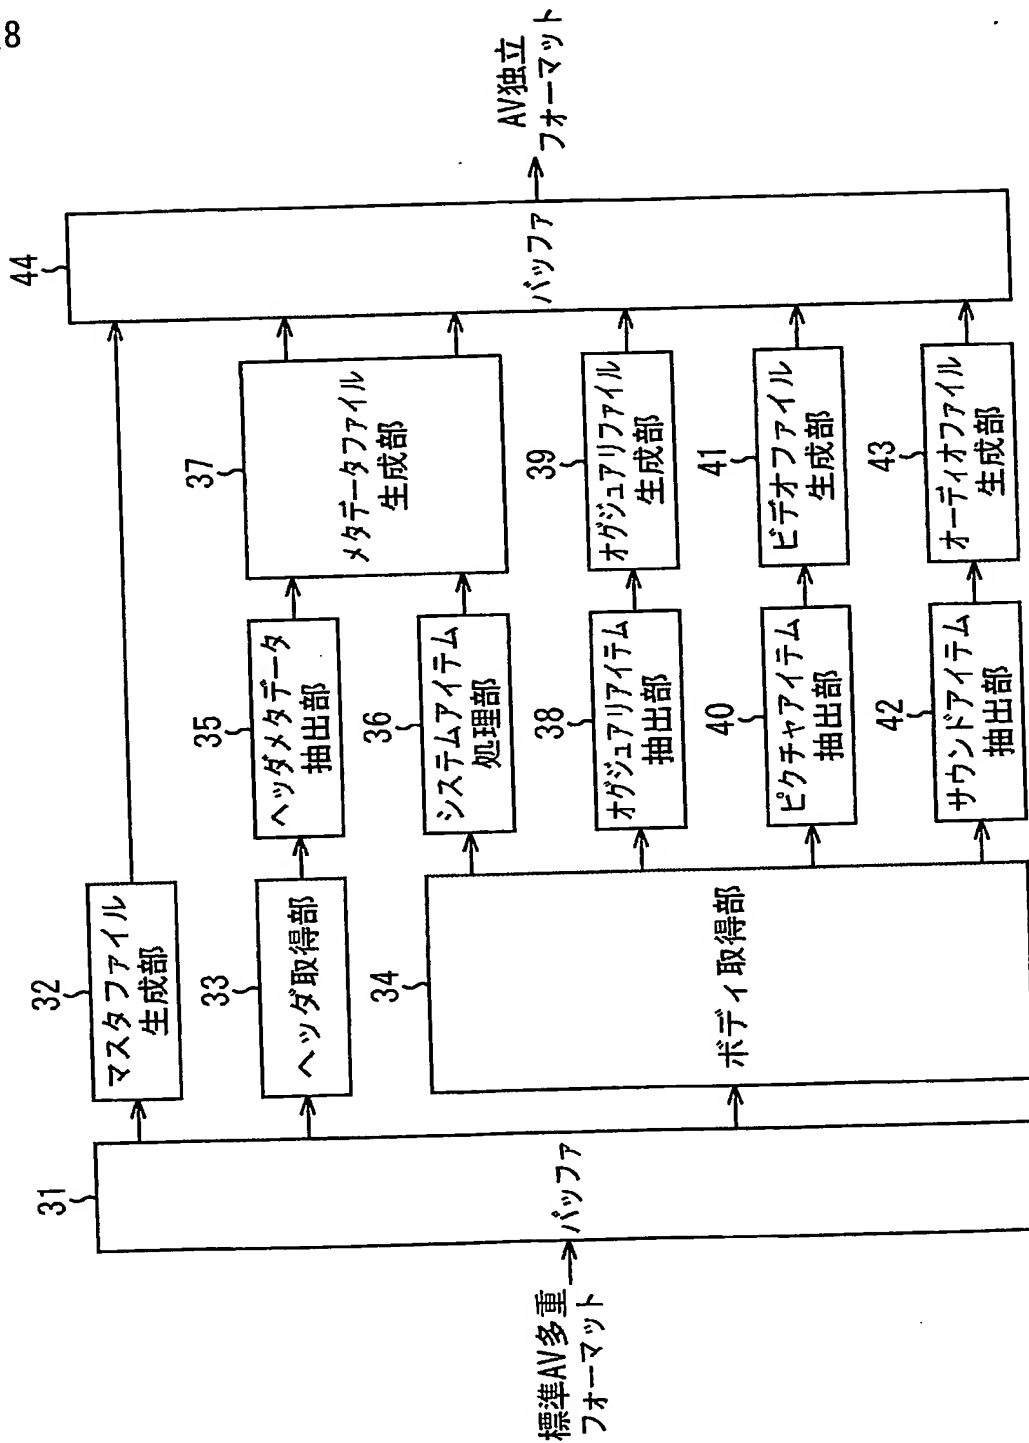 8
標準AV多重
フォーマット
31
バッファ
32
マスタファイル
生成部
33
ヘッダ取得部
34
ボディ取得部
35
ヘッダメタデータ
抽出部
36
システムアイテム
処理部
37
メタデータファイル
生成部
38
オグジュアリアイテム
抽出部
39
オグジュアリファイル
生成部
40
ピクチャアイテム
抽出部
41
ビデオファイル
生成部
42
サウンドアイテム
抽出部
43
オーディオファイル
生成部
44
バッファ
AV独立
フォーマット